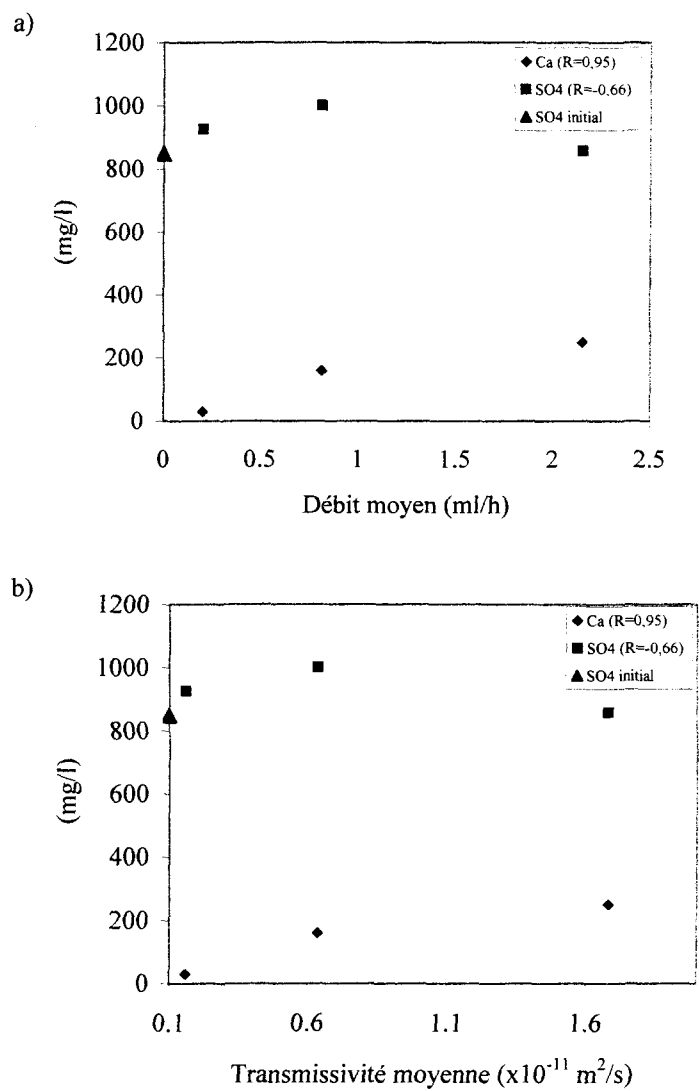 a)
1200
1000
800
600
400
200
0
(mg/l)
◆ Ca (R=0,95)
■ SO4 (R=-0,66)
▲ SO4 initial
0 0.5 1 1.5 2 2.5
Débit moyen (ml/h)
b)
1200
1000
800
600
400
200
0
(mg/l)
◆ Ca (R=0,95)
■ SO4 (R=-0,66)
▲ SO4 initial
0.1 0.6 1.1 1.6
Transmissivité moyenne (x10⁻¹¹ m²/s)